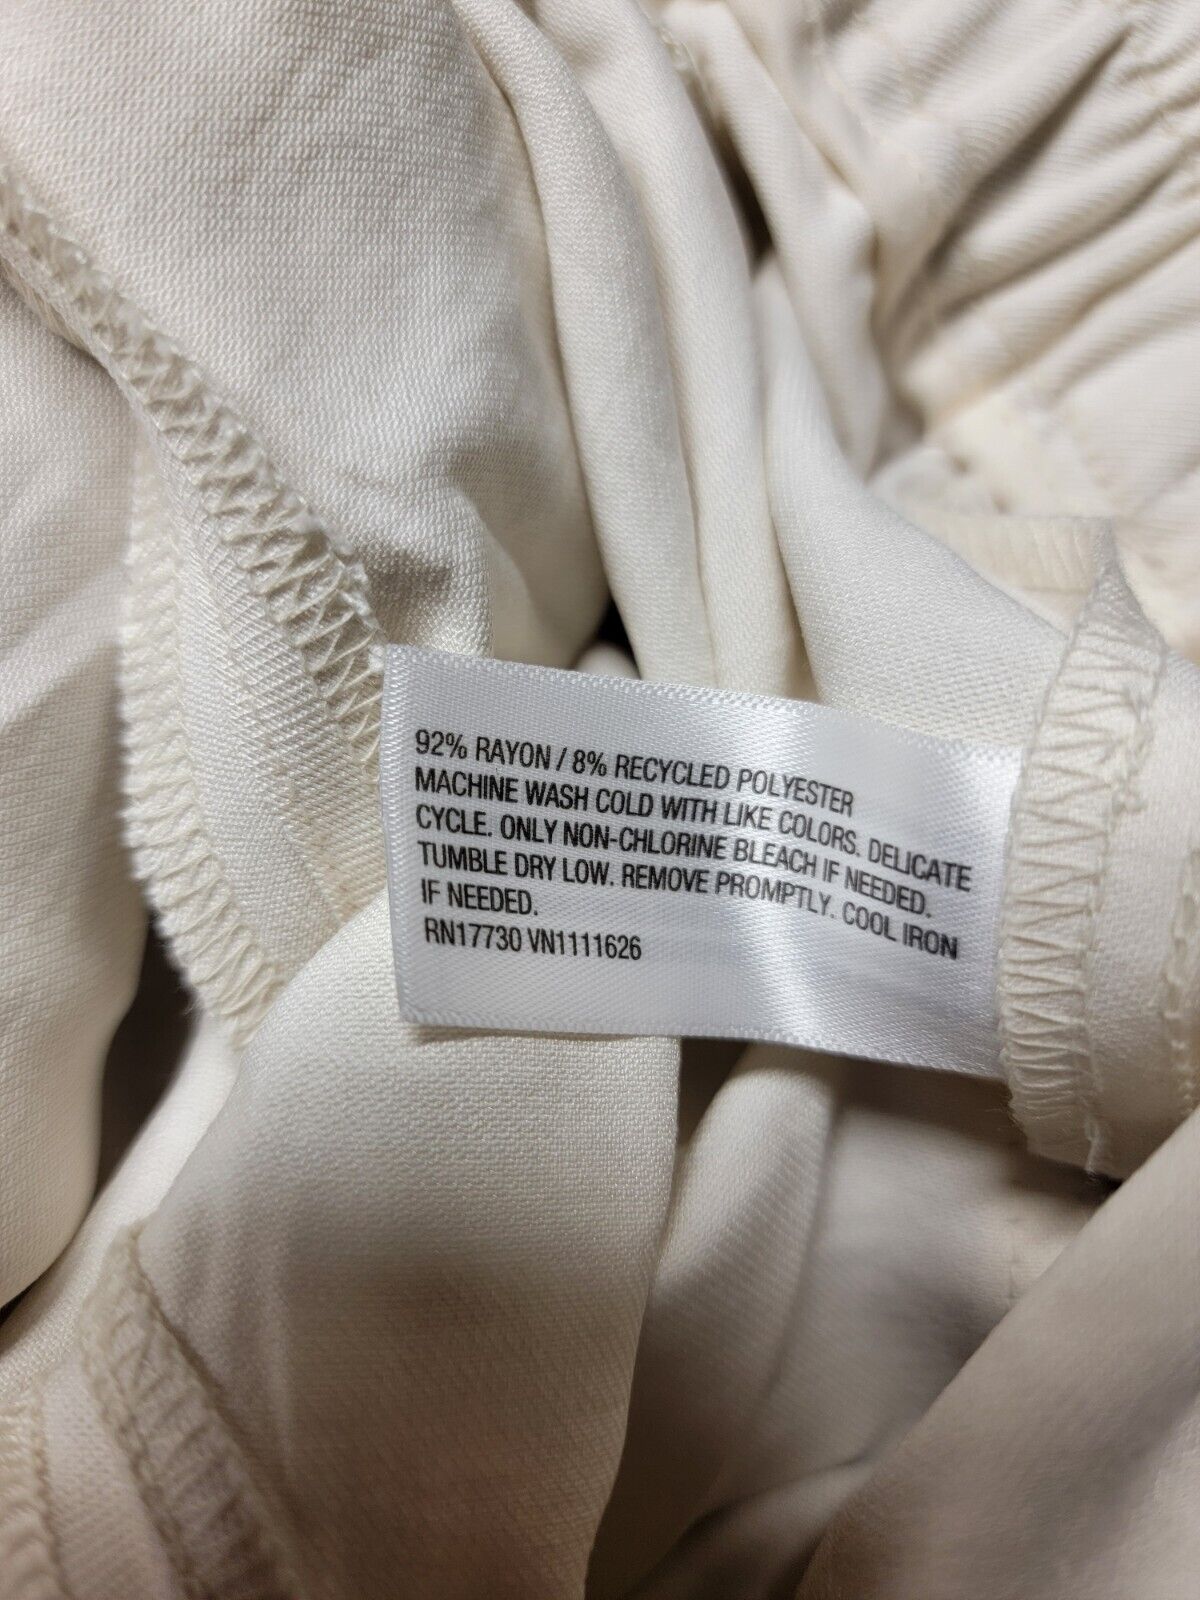 92% RAYON / 8% RECYCLED POLYESTER
MACHINE WASH COLD WITH LIKE COLORS. DELICATE
CYCLE. ONLY NON-CHLORINE BLEACH IF NEEDED.
TUMBLE DRY LOW. REMOVE PROMPTLY. COOL IRON
IF NEEDED.
RN17730 VN1111626